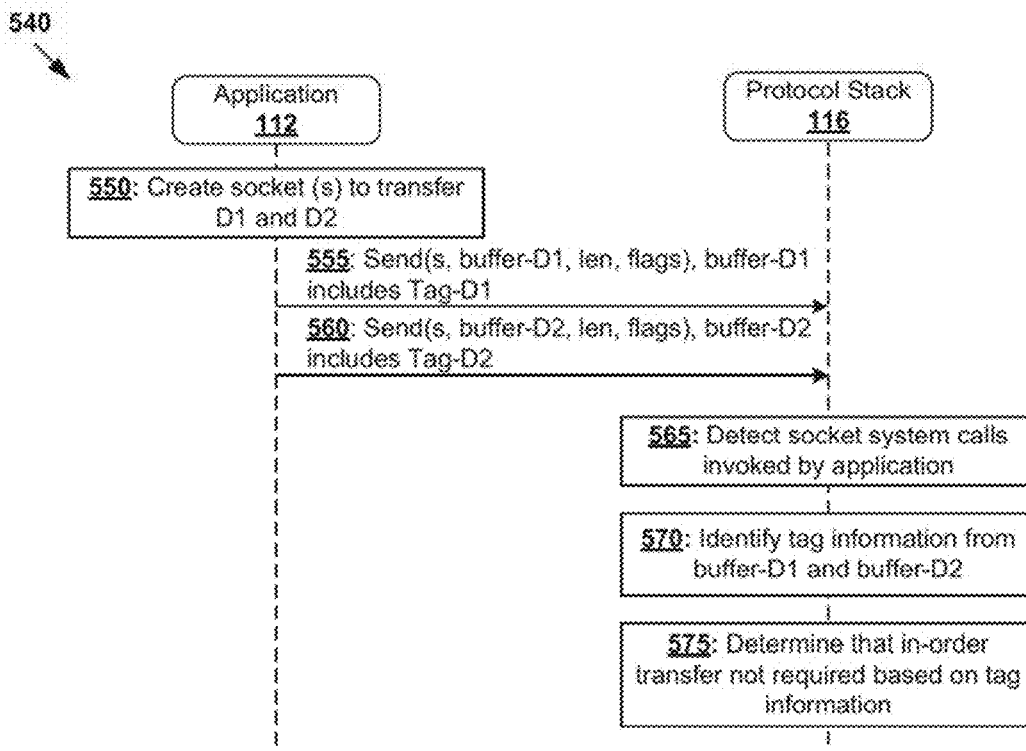 540
Application
112
Protocol Stack
116
550: Create socket (s) to transfer
D1 and D2
555: Send(s, buffer-D1, len, flags), buffer-D1
includes Tag-D1
560: Send(s, buffer-D2, len, flags), buffer-D2
includes Tag-D2
565: Detect socket system calls
invoked by application
570: Identify tag information from
buffer-D1 and buffer-D2
575: Determine that in-order
transfer not required based on tag
information